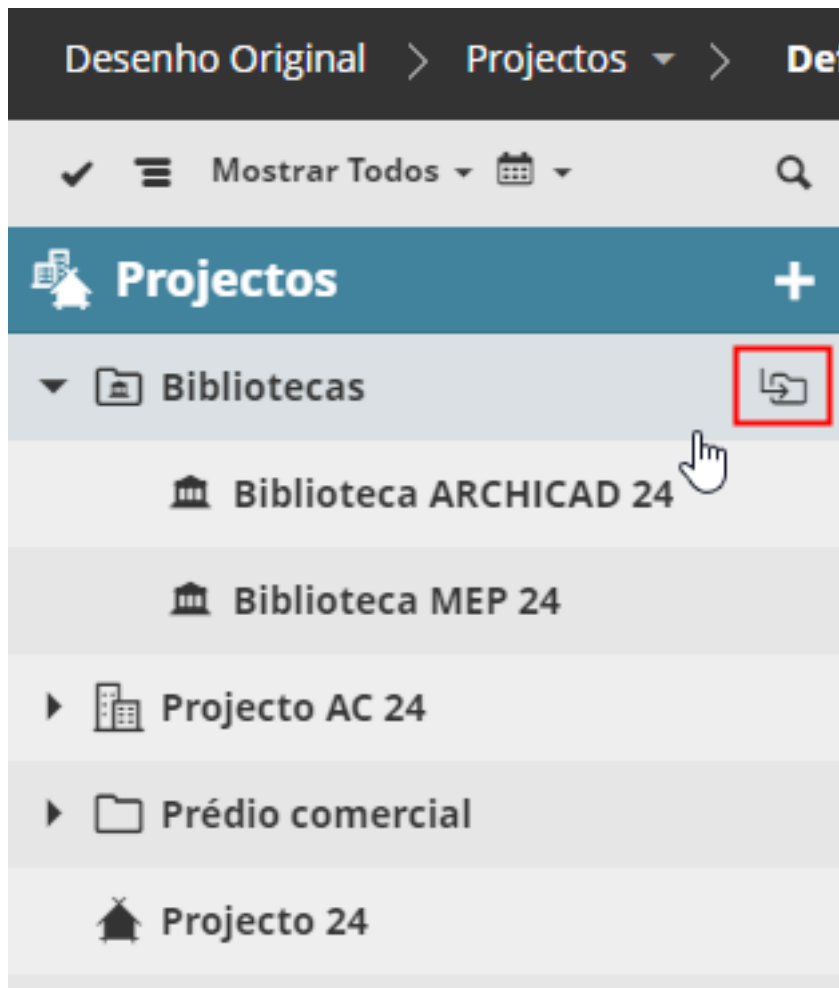 Desenho Original > Projectos >
Mostrar Todos
Projectos
Bibliotecas
Biblioteca ARCHICAD 24
Biblioteca MEP 24
Projecto AC 24
Prédio comercial
Projecto 24